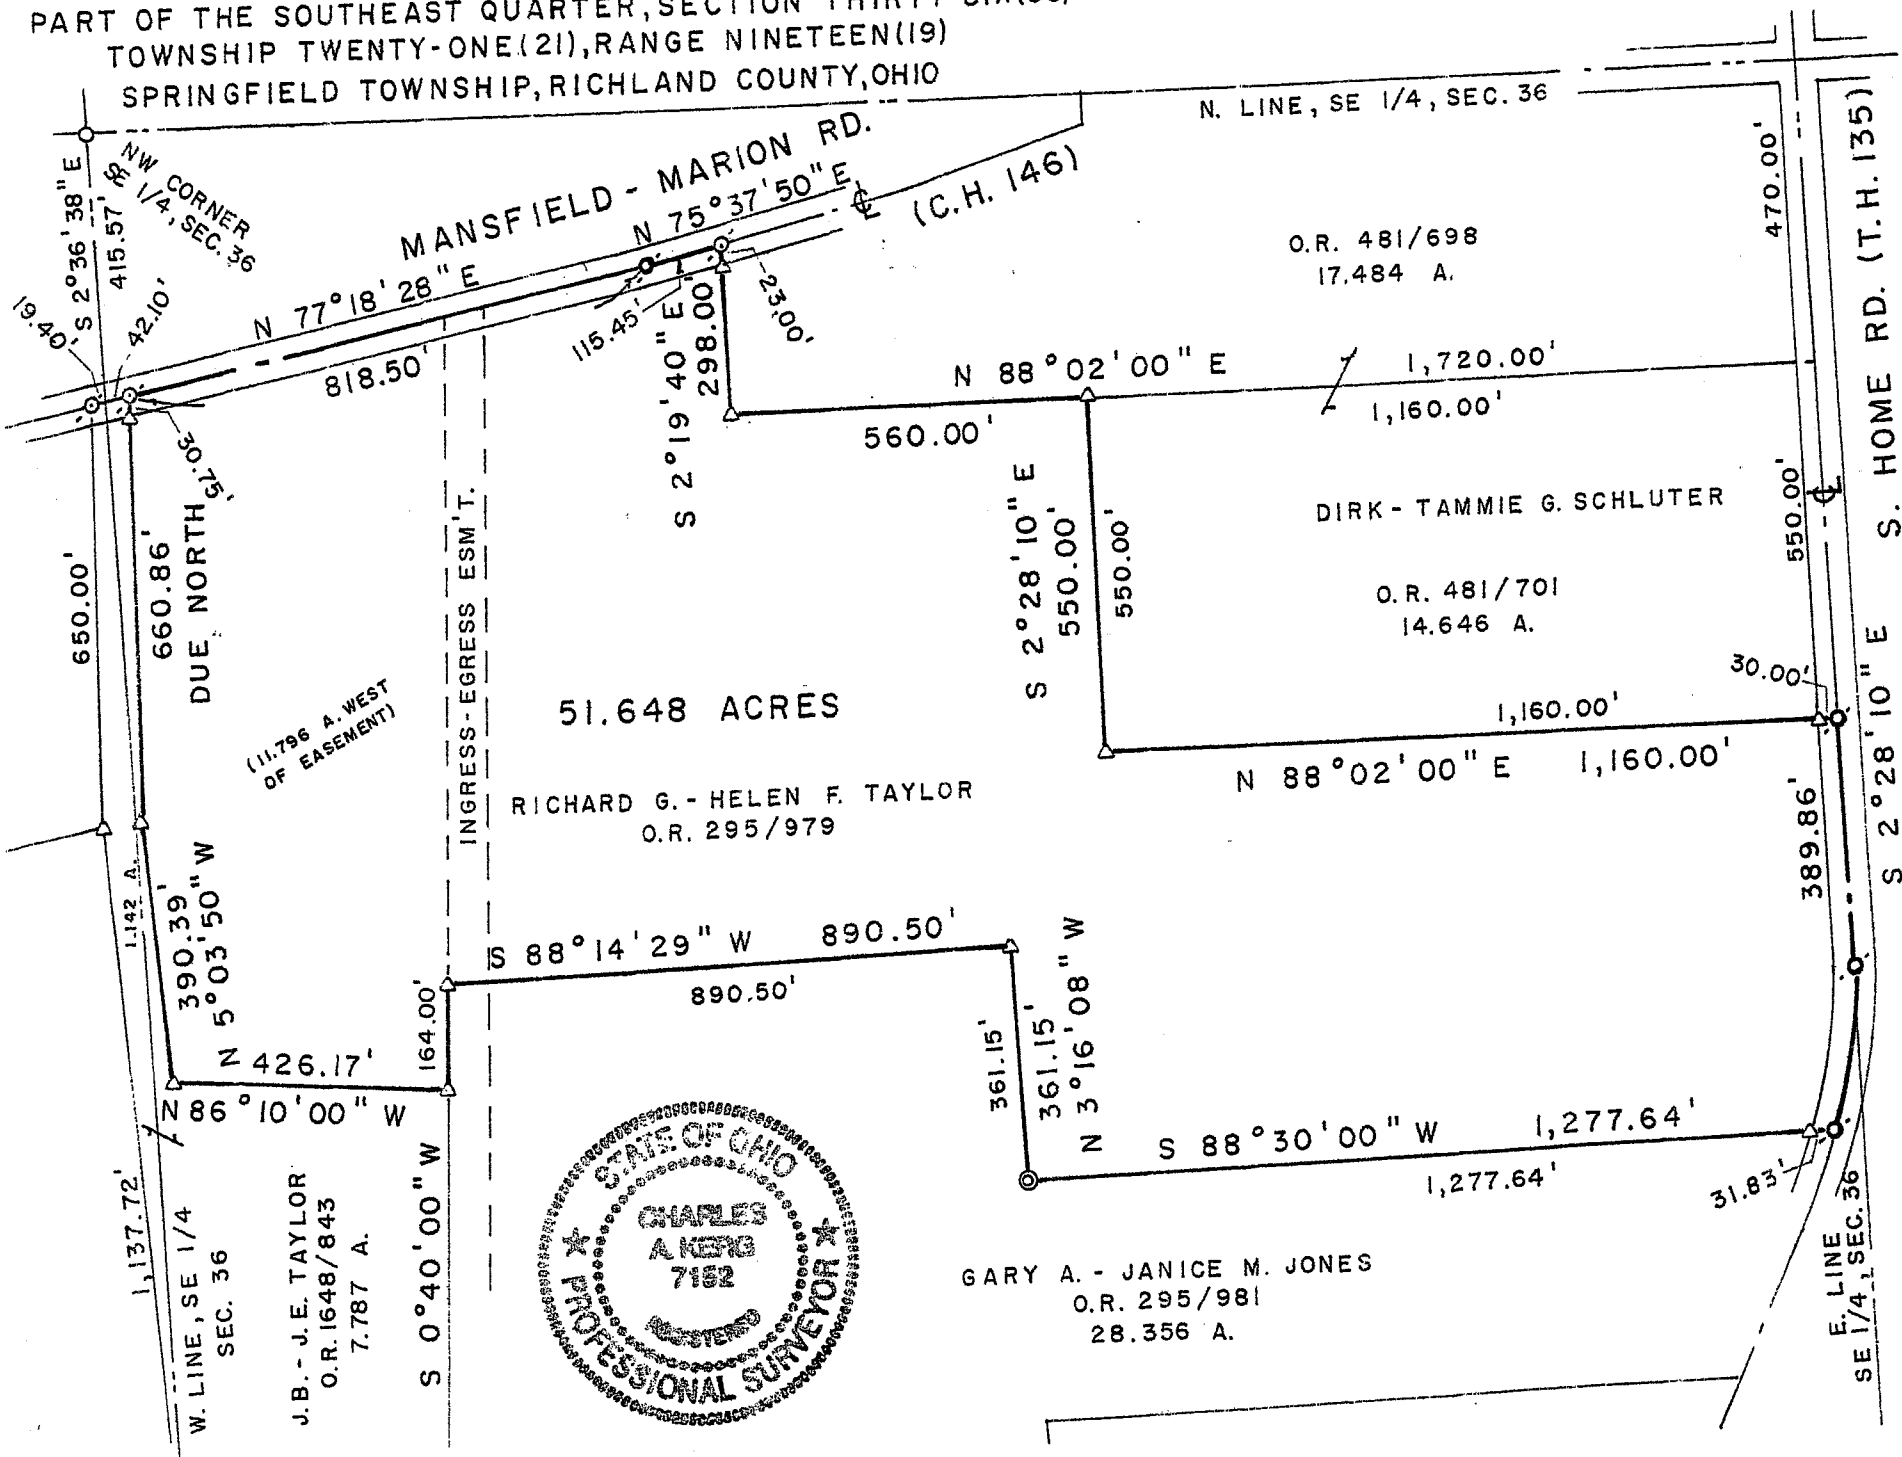 PART OF THE SOUTHEAST QUARTER, SECTION
TOWNSHIP TWENTY-ONE(21), RANGE NINETEEN(19)
SPRINGFIELD TOWNSHIP, RICHLAND COUNTY, OHIO
N. LINE, SE 1/4, SEC. 36
NW CORNER
SE 1/4, SEC. 36
S 2°36'38" E
415.57'
19.40'
42.10'
MANSFIELD - MARION RD.
(C.H. 146)
N 75°37'50" E
N 77°18'28" E
818.50'
115.45'
23.00'
S 2°19'40" E
298.00'
O.R. 481/698
17.484 A.
470.00'
S. HOME RD. (T.H. 135)
N 88°02'00" E
1,720.00'
1,160.00'
560.00'
30.75'
650.00'
660.86'
DUE NORTH
INGRESS-EGRESS ESM'T.
S 2°28'10" E
550.00'
550.00'
DIRK - TAMMIE G. SCHLUTER
O.R. 481/701
14.646 A.
550.00'
30.00'
(11.796 A. WEST
OF EASEMENT)
51.648 ACRES
RICHARD G. - HELEN F. TAYLOR
O.R. 295/979
1,160.00'
N 88°02'00" E 1,160.00'
389.86'
S 2°28'10" E
1.142 A.
390.39'
N 5°03'50" W
S 88°14'29" W 890.50'
890.50'
164.00'
426.17'
N 86°10'00" W
361.15'
361.15'
N 3°16'08" W
S 88°30'00" W 1,277.64'
1,277.64'
31.83'
1,137.72'
W. LINE, SE 1/4
SEC. 36
J.B. - J.E. TAYLOR
O.R. 1648/843
7.787 A.
S 0°40'00" W
STATE OF OHIO
CHARLES
A. KERG
7152
REGISTERED
PROFESSIONAL SURVEYOR
GARY A. - JANICE M. JONES
O.R. 295/981
28.356 A.
E. LINE
SE 1/4, SEC. 36